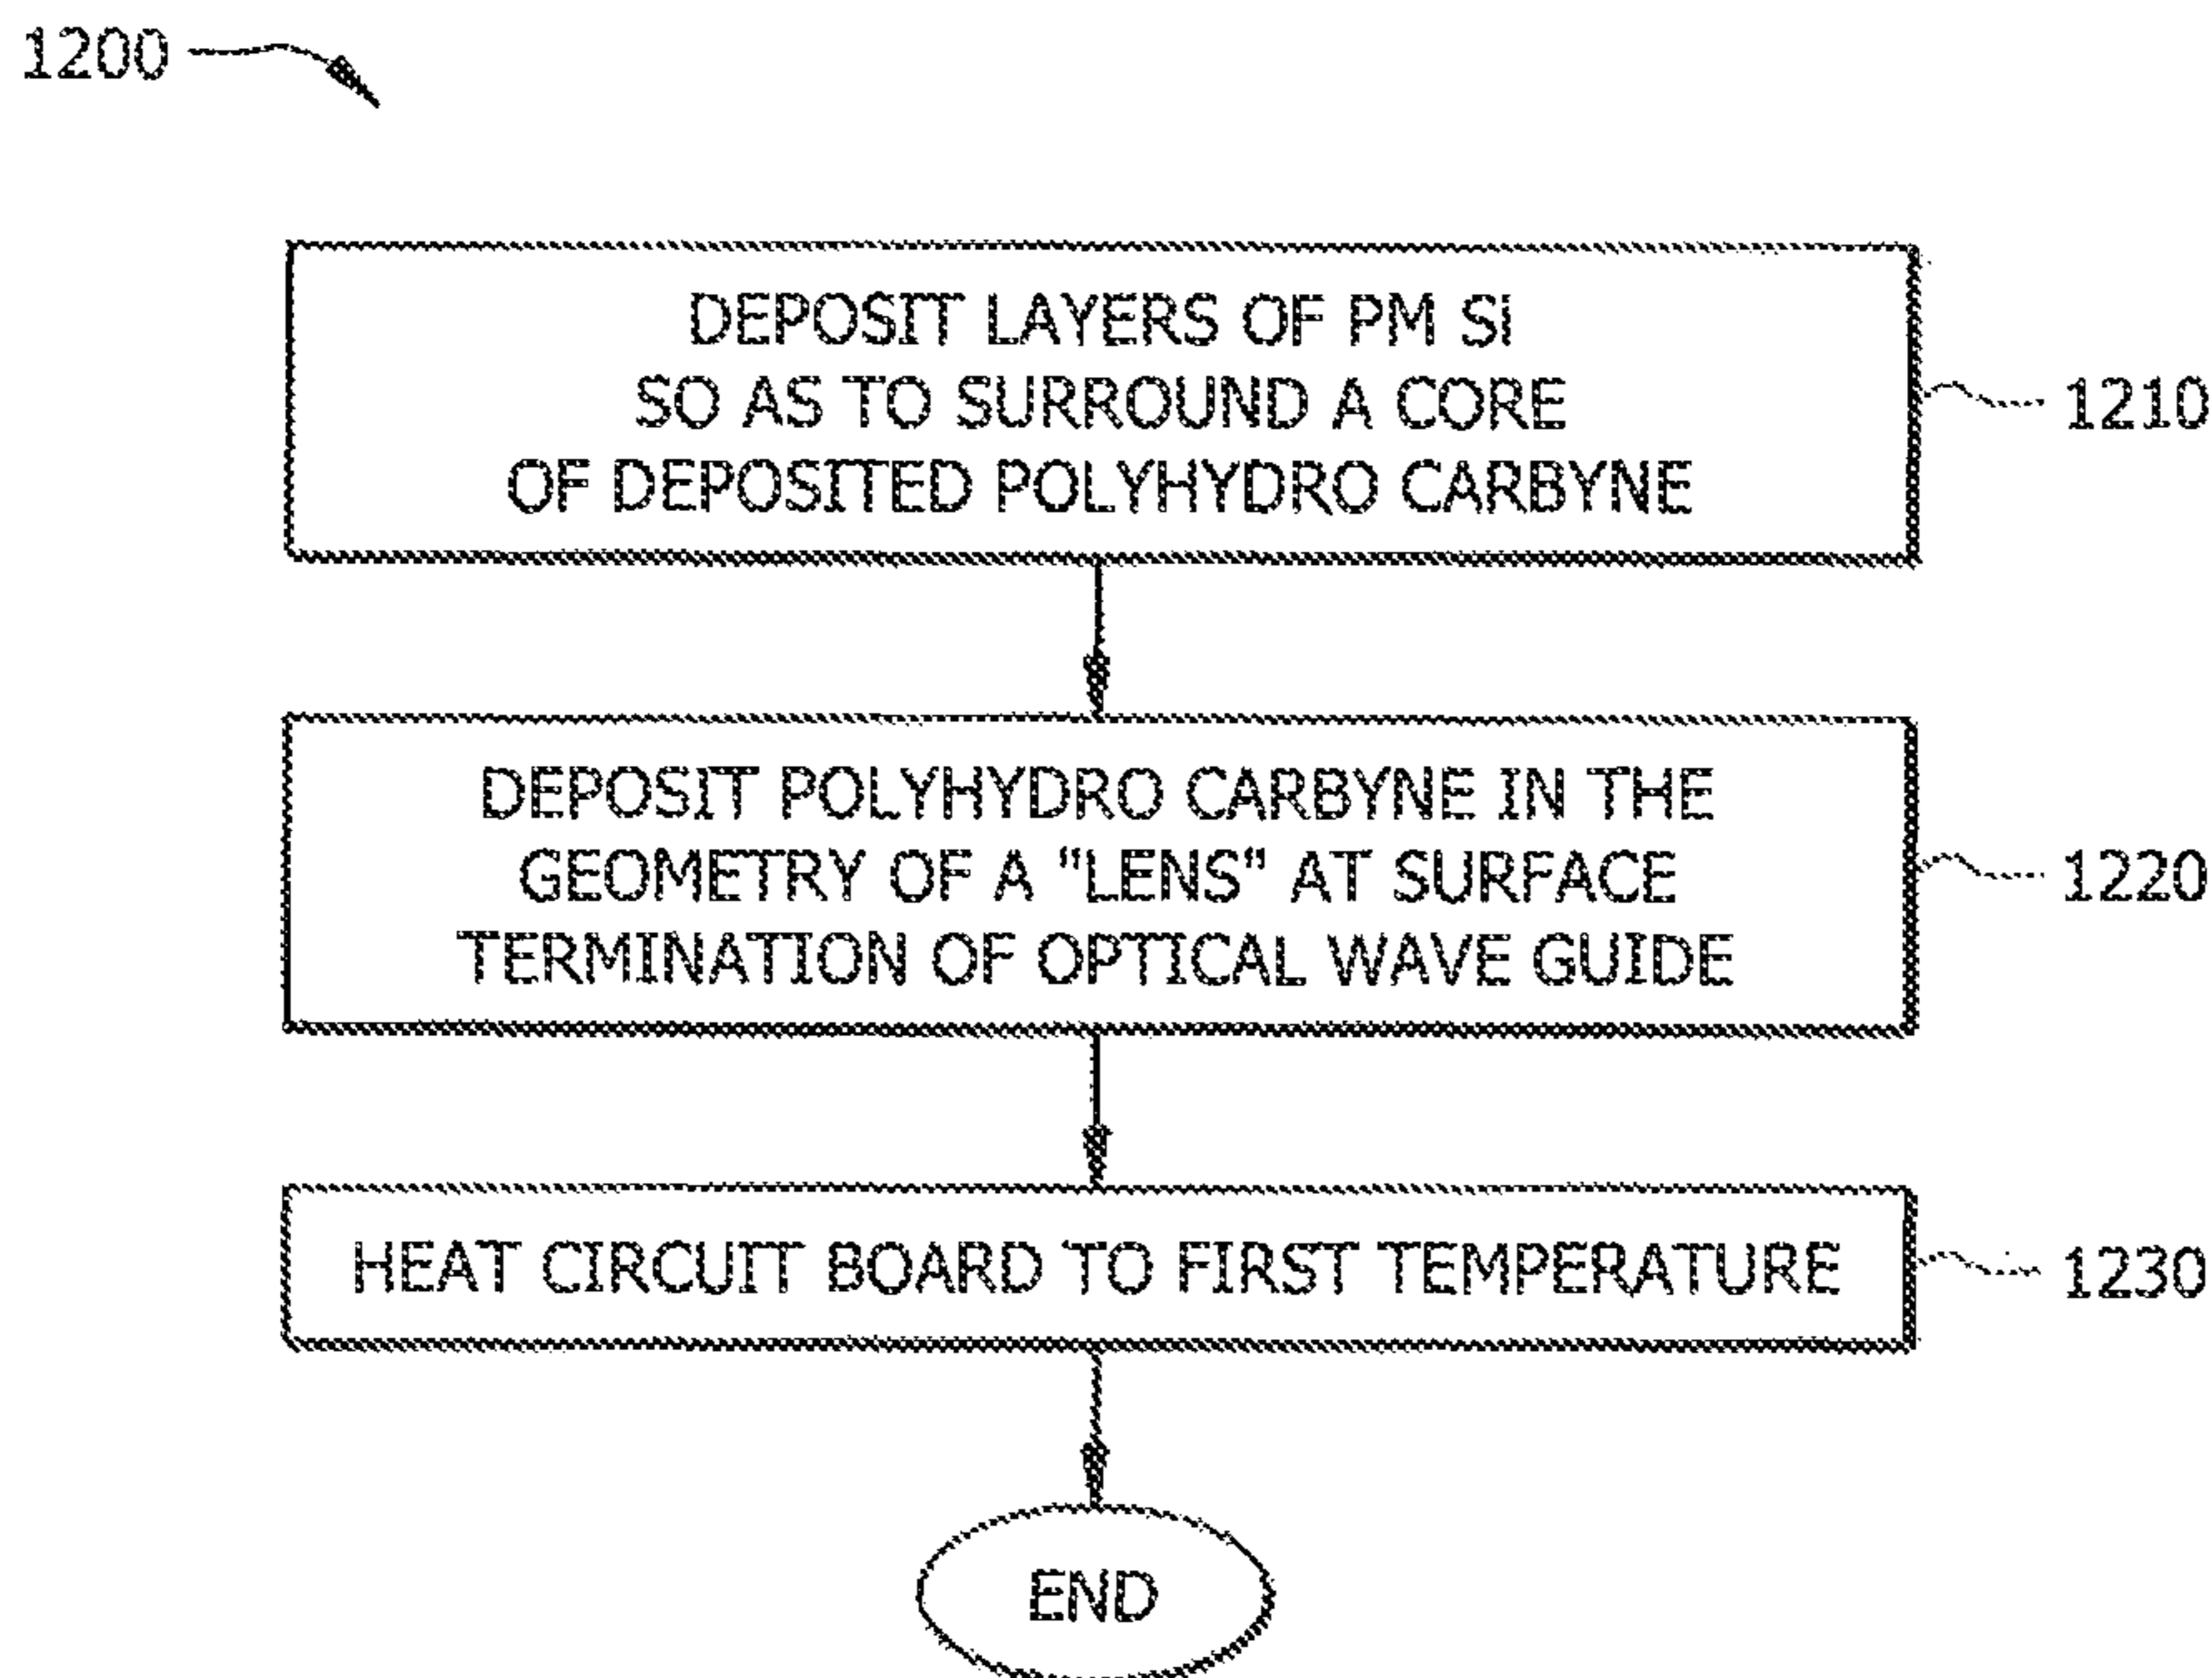 1200
DEPOSIT LAYERS OF PM Si
SO AS TO SURROUND A CORE
OF DEPOSITED POLYHYDRO CARBYNE
1210
DEPOSIT POLYHYDRO CARBYNE IN THE
GEOMETRY OF A "LENS" AT SURFACE
TERMINATION OF OPTICAL WAVE GUIDE
1220
HEAT CIRCUIT BOARD TO FIRST TEMPERATURE
1230
END